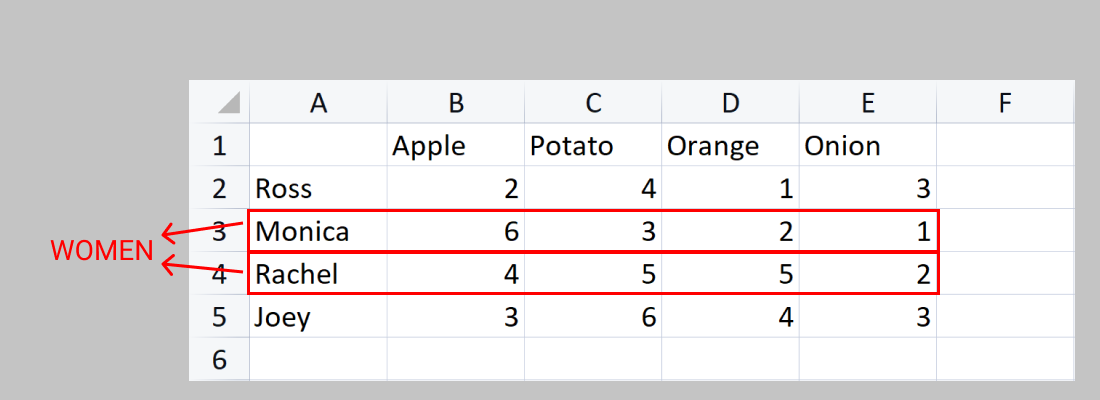 A B C D E F
1 Apple Potato Orange Onion
2 Ross 2 4 1 3
3 Monica 6 3 2 1
WOMEN
4 Rachel 4 5 5 2
5 Joey 3 6 4 3
6